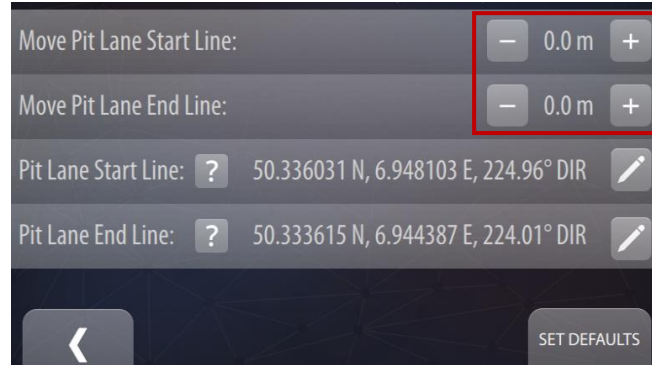 Move Pit Lane Start Line: − 0.0 m +
Move Pit Lane End Line: − 0.0 m +
Pit Lane Start Line: ? 50.336031 N, 6.948103 E, 224.96° DIR
Pit Lane End Line: ? 50.333615 N, 6.944387 E, 224.01° DIR
SET DEFAULTS